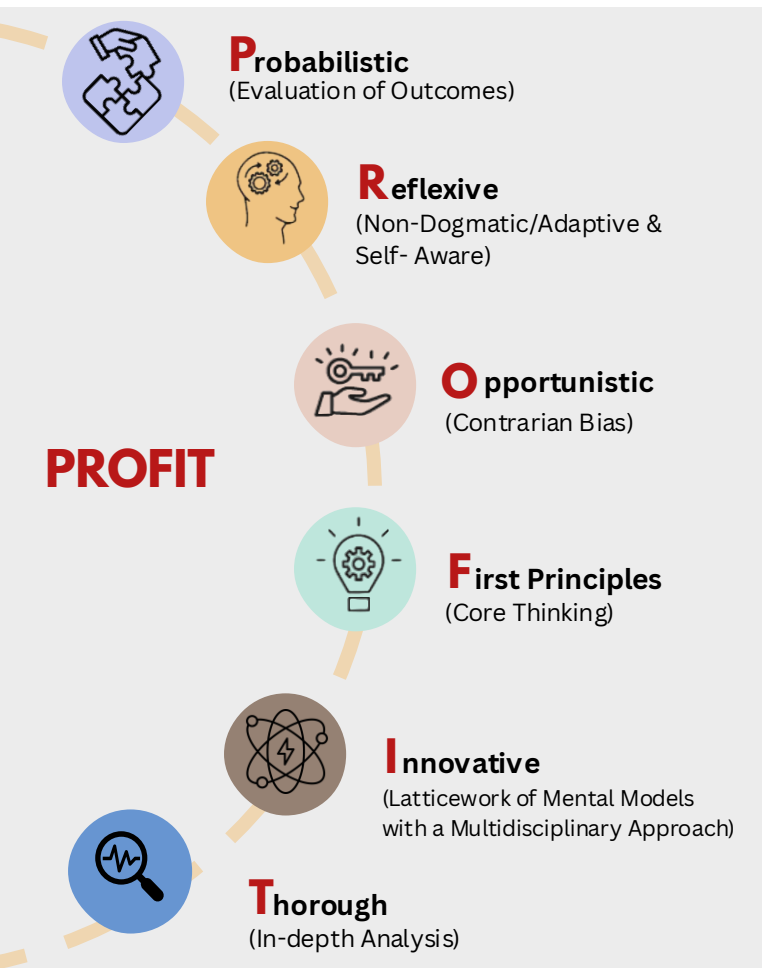 Probabilistic
(Evaluation of Outcomes)
Reflexive
(Non-Dogmatic/Adaptive &
Self- Aware)
Opportunistic
(Contrarian Bias)
PROFIT
First Principles
(Core Thinking)
Innovative
(Latticework of Mental Models
with a Multidisciplinary Approach)
Thorough
(In-depth Analysis)